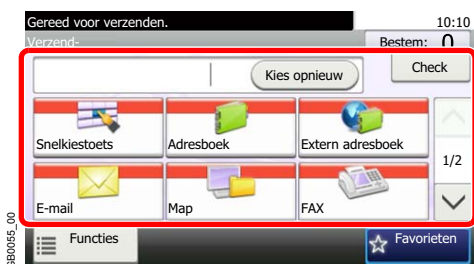 Gereed voor verzenden. 10:10
Verzend- Bestem: 0
Kies opnieuw Check
Snelkiestoets Adresboek Extern adresboek
1/2
E-mail Map FAX
Functies Favorieten
GB0055_00